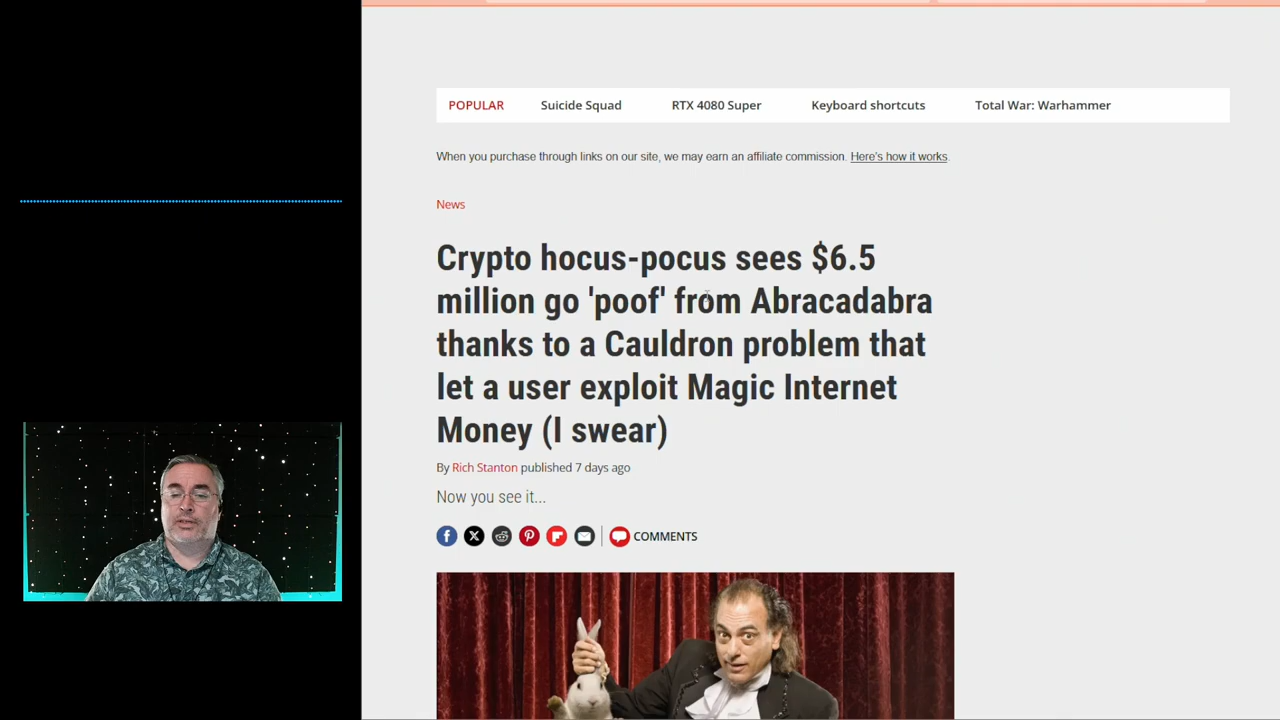 POPULAR Suicide Squad RTX 4080 Super Keyboard shortcuts Total War: Warhammer
When you purchase through links on our site, we may earn an affiliate commission. Here's how it works.
News
Crypto hocus-pocus sees $6.5
million go 'poof' from Abracadabra
thanks to a Cauldron problem that
let a user exploit Magic Internet
Money (I swear)
By Rich Stanton published 7 days ago
Now you see it...
COMMENTS